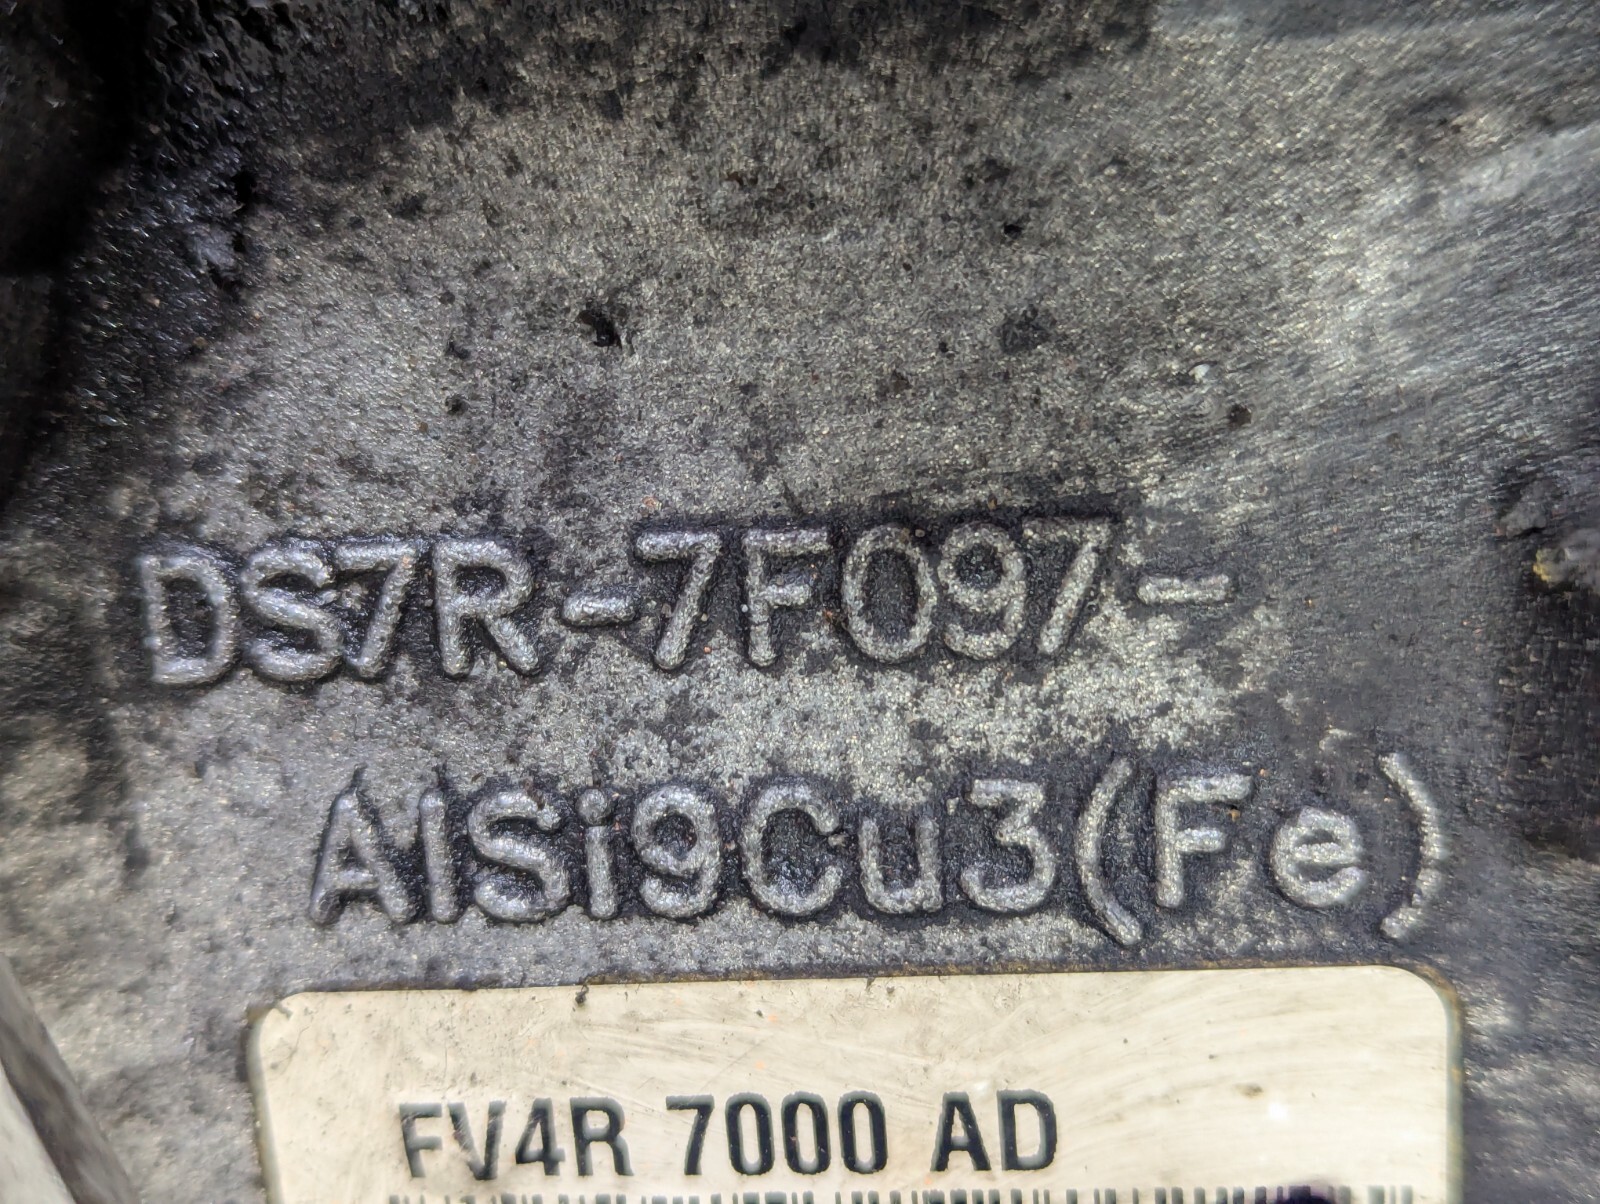 DS7R-7F097-
AlSi9Cu3(Fe)
FV4R 7000 AD